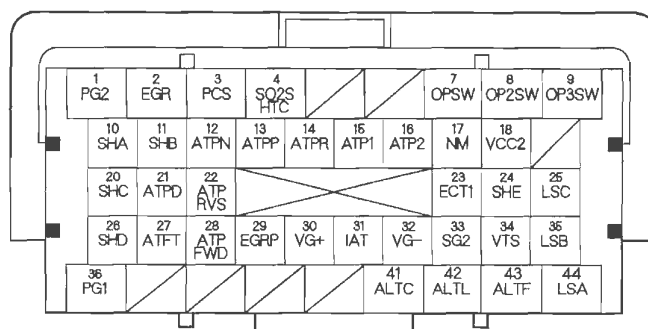 1 2 3 4 7 8 9
PG2 EGR PCS SO2S HTC OPSW OP2SW OP3SW
10 11 12 13 14 15 16 17 18
SHA SHB ATPN ATPP ATPR ATP1 ATP2 NM VCC2
20 21 22 23 24 25
SHC ATPD ATP RVS ECT1 SHE LSC
26 27 28 29 30 31 32 33 34 35
SHD ATFT ATP FWD EGRP VG+ IAT VG- SG2 VTS LSB
36 41 42 43 44
PG1 ALTC ALTL ALTF LSA